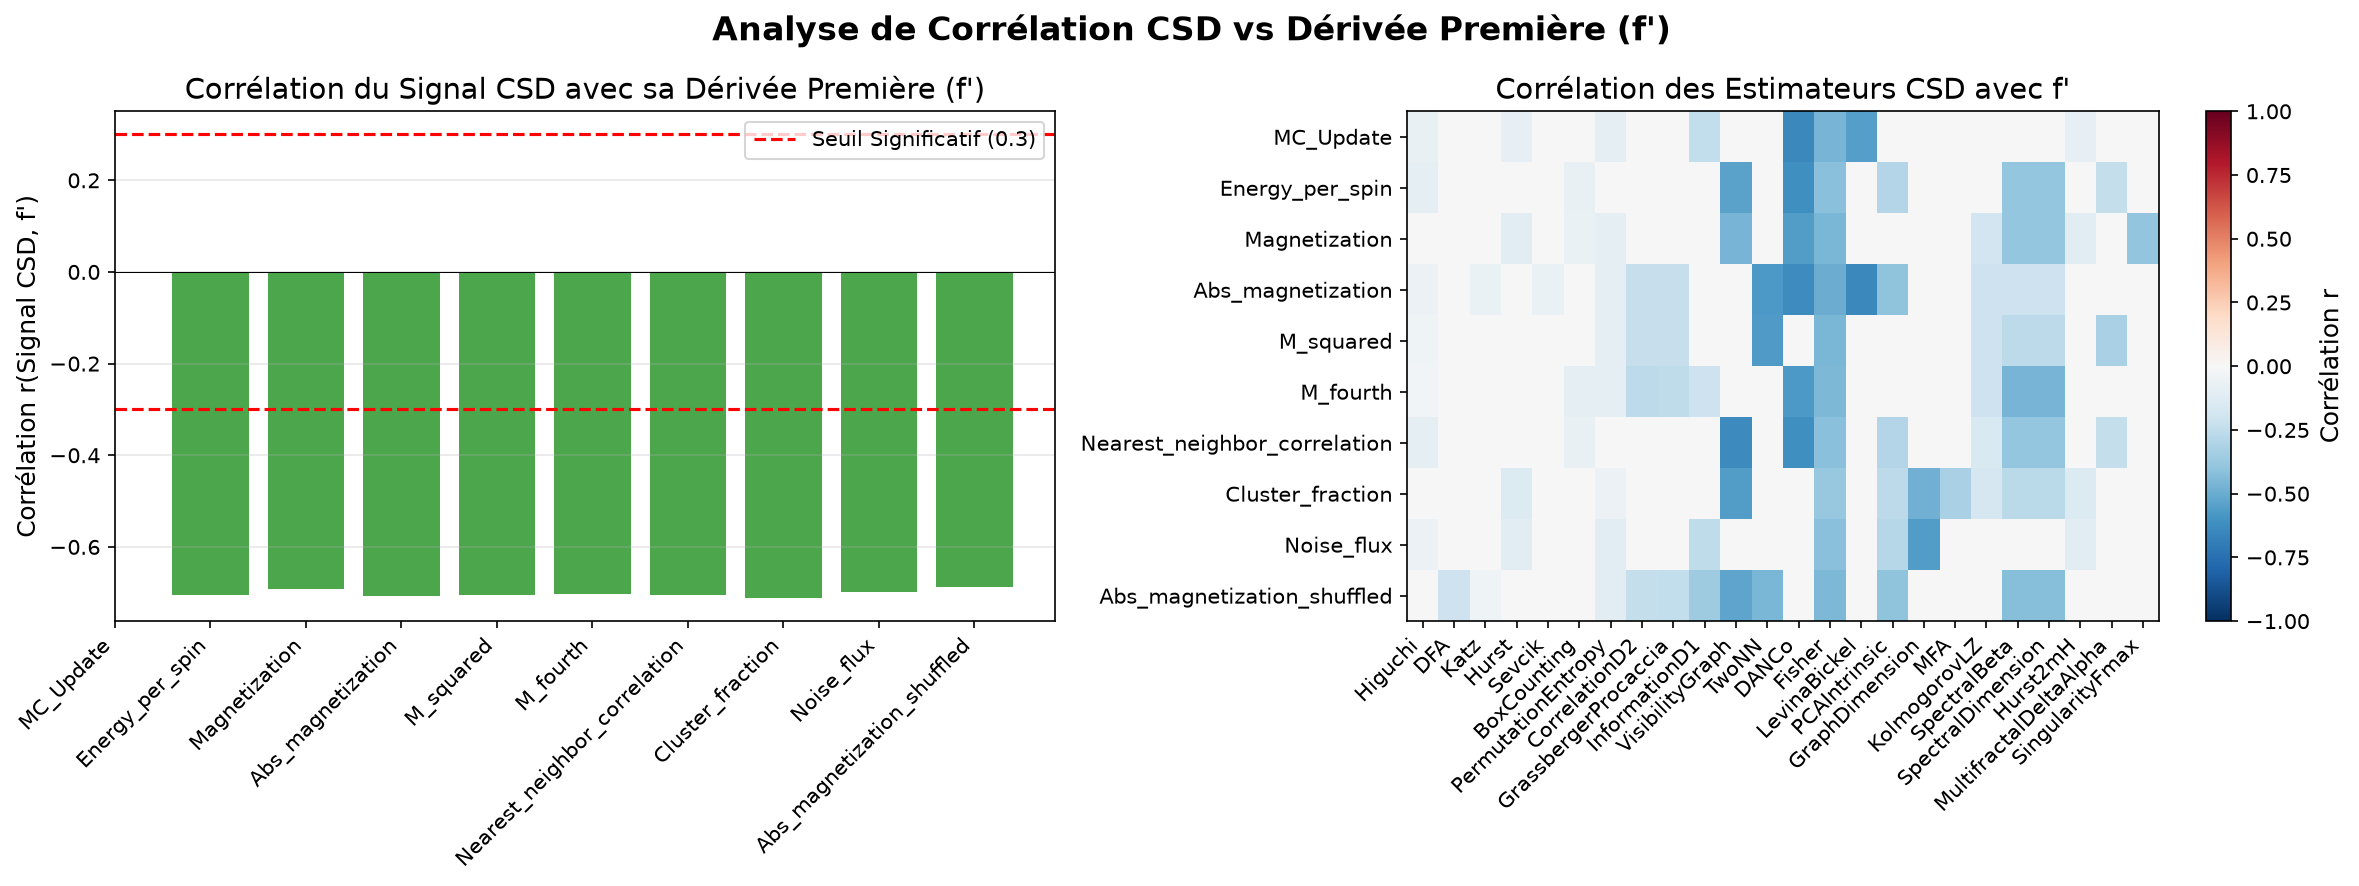 Analyse de Corrélation CSD vs Dérivée Première (f')
Corrélation du Signal CSD avec sa Dérivée Première (f')
Corrélation r(Signal CSD, f')
0.2
0.0
−0.2
−0.4
−0.6
Seuil Significatif (0.3)
MC_Update
Energy_per_spin
Magnetization
Abs_magnetization
M_squared
M_fourth
Nearest_neighbor_correlation
Cluster_fraction
Noise_flux
Abs_magnetization_shuffled
Corrélation des Estimateurs CSD avec f'
MC_Update
Energy_per_spin
Magnetization
Abs_magnetization
M_squared
M_fourth
Nearest_neighbor_correlation
Cluster_fraction
Noise_flux
Abs_magnetization_shuffled
Higuchi
DFA
Katz
Hurst
Sevcik
BoxCounting
PermutationEntropy
CorrelationD2
GrassbergerProcaccia
InformationD1
VisibilityGraph
TwoNN
DANCo
Fisher
LevinaBickel
PCAIntrinsic
GraphDimension
MFA
KolmogorovLZ
SpectralBeta
SpectralDimension
Hurst2mH
MultifractalDeltaAlpha
SingularityFmax
1.00
0.75
0.50
0.25
0.00
−0.25
−0.50
−0.75
−1.00
Corrélation r